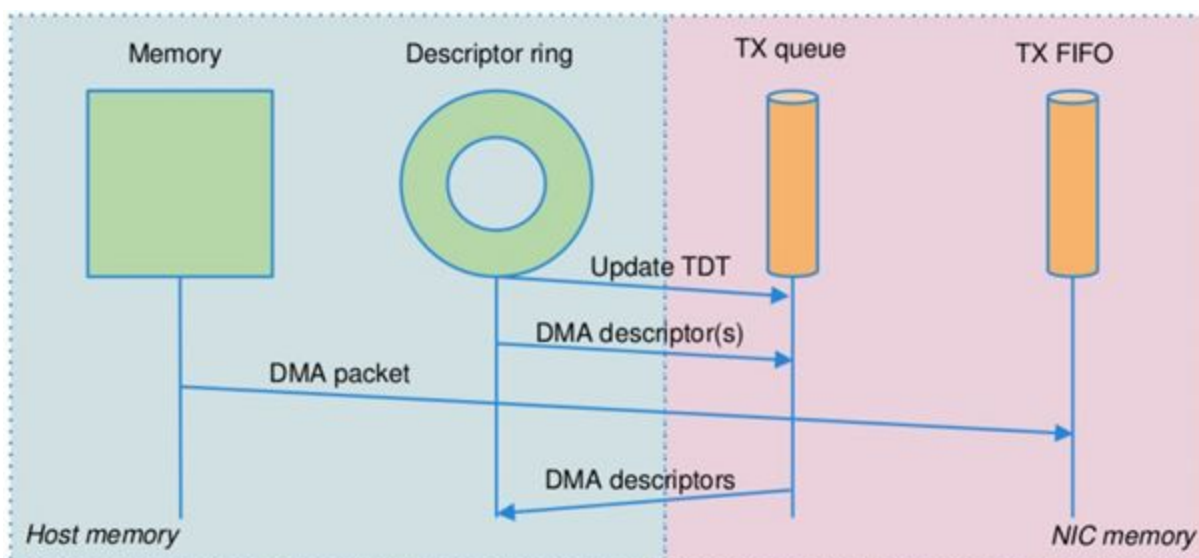 Memory
Descriptor ring
TX queue
TX FIFO
Update TDT
DMA descriptor(s)
DMA packet
DMA descriptors
Host memory
NIC memory